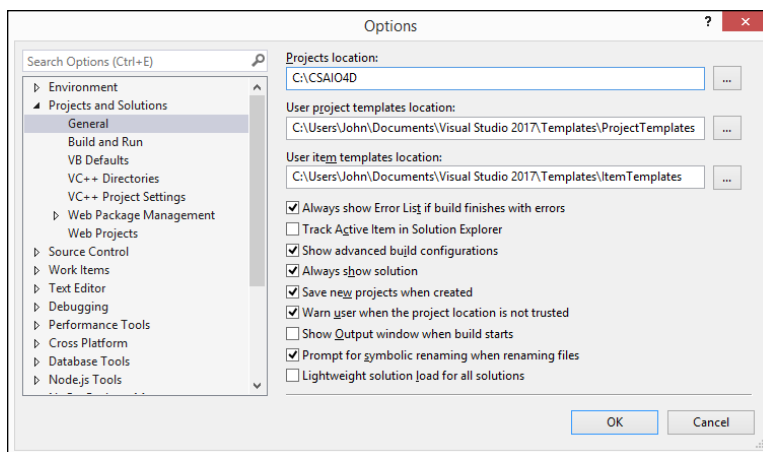 Options
?
Search Options (Ctrl+E)
Environment
Projects and Solutions
General
Build and Run
VB Defaults
VC++ Directories
VC++ Project Settings
Web Package Management
Web Projects
Source Control
Work Items
Text Editor
Debugging
Performance Tools
Cross Platform
Database Tools
Node.js Tools
Projects location:
C:\CSAIO4D
...
User project templates location:
C:\Users\John\Documents\Visual Studio 2017\Templates\ProjectTemplates
...
User item templates location:
C:\Users\John\Documents\Visual Studio 2017\Templates\ItemTemplates
...
Always show Error List if build finishes with errors
Track Active Item in Solution Explorer
Show advanced build configurations
Always show solution
Save new projects when created
Warn user when the project location is not trusted
Show Output window when build starts
Prompt for symbolic renaming when renaming files
Lightweight solution load for all solutions
OK
Cancel